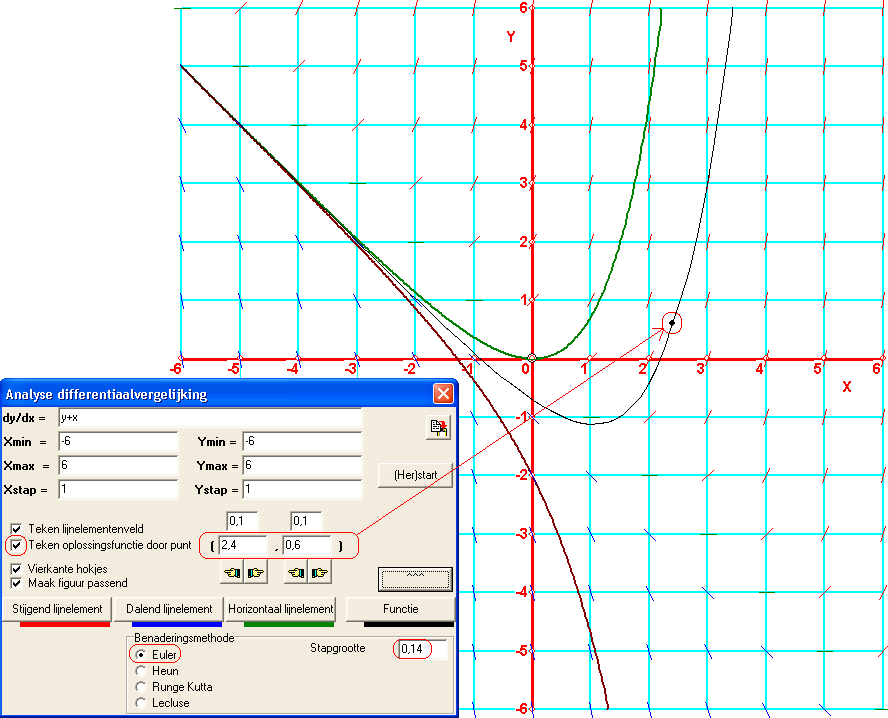 6
Y
5
4
3
2
1
-6 -5 -4 -3 -2 -1 0 1 2 3 4 5 6
X
-1
-2
-3
-4
-5
-6
Analyse differentiaalvergelijking
dy/dx = y+x
Xmin = -6 Ymin = -6
Xmax = 6 Ymax = 6
Xstap = 1 Ystap = 1
(Her)start
0,1 0,1
Teken lijnelementenveld
Teken oplossingsfunctie door punt ( 2,4 , 0,6 )
Vierkante hokjes
Maak figuur passend
^^^
Stijgend lijnelement Dalend lijnelement Horizontaal lijnelement Functie
Benaderingsmethode
Euler Stapgrootte 0,14
Heun
Runge Kutta
Lecluse